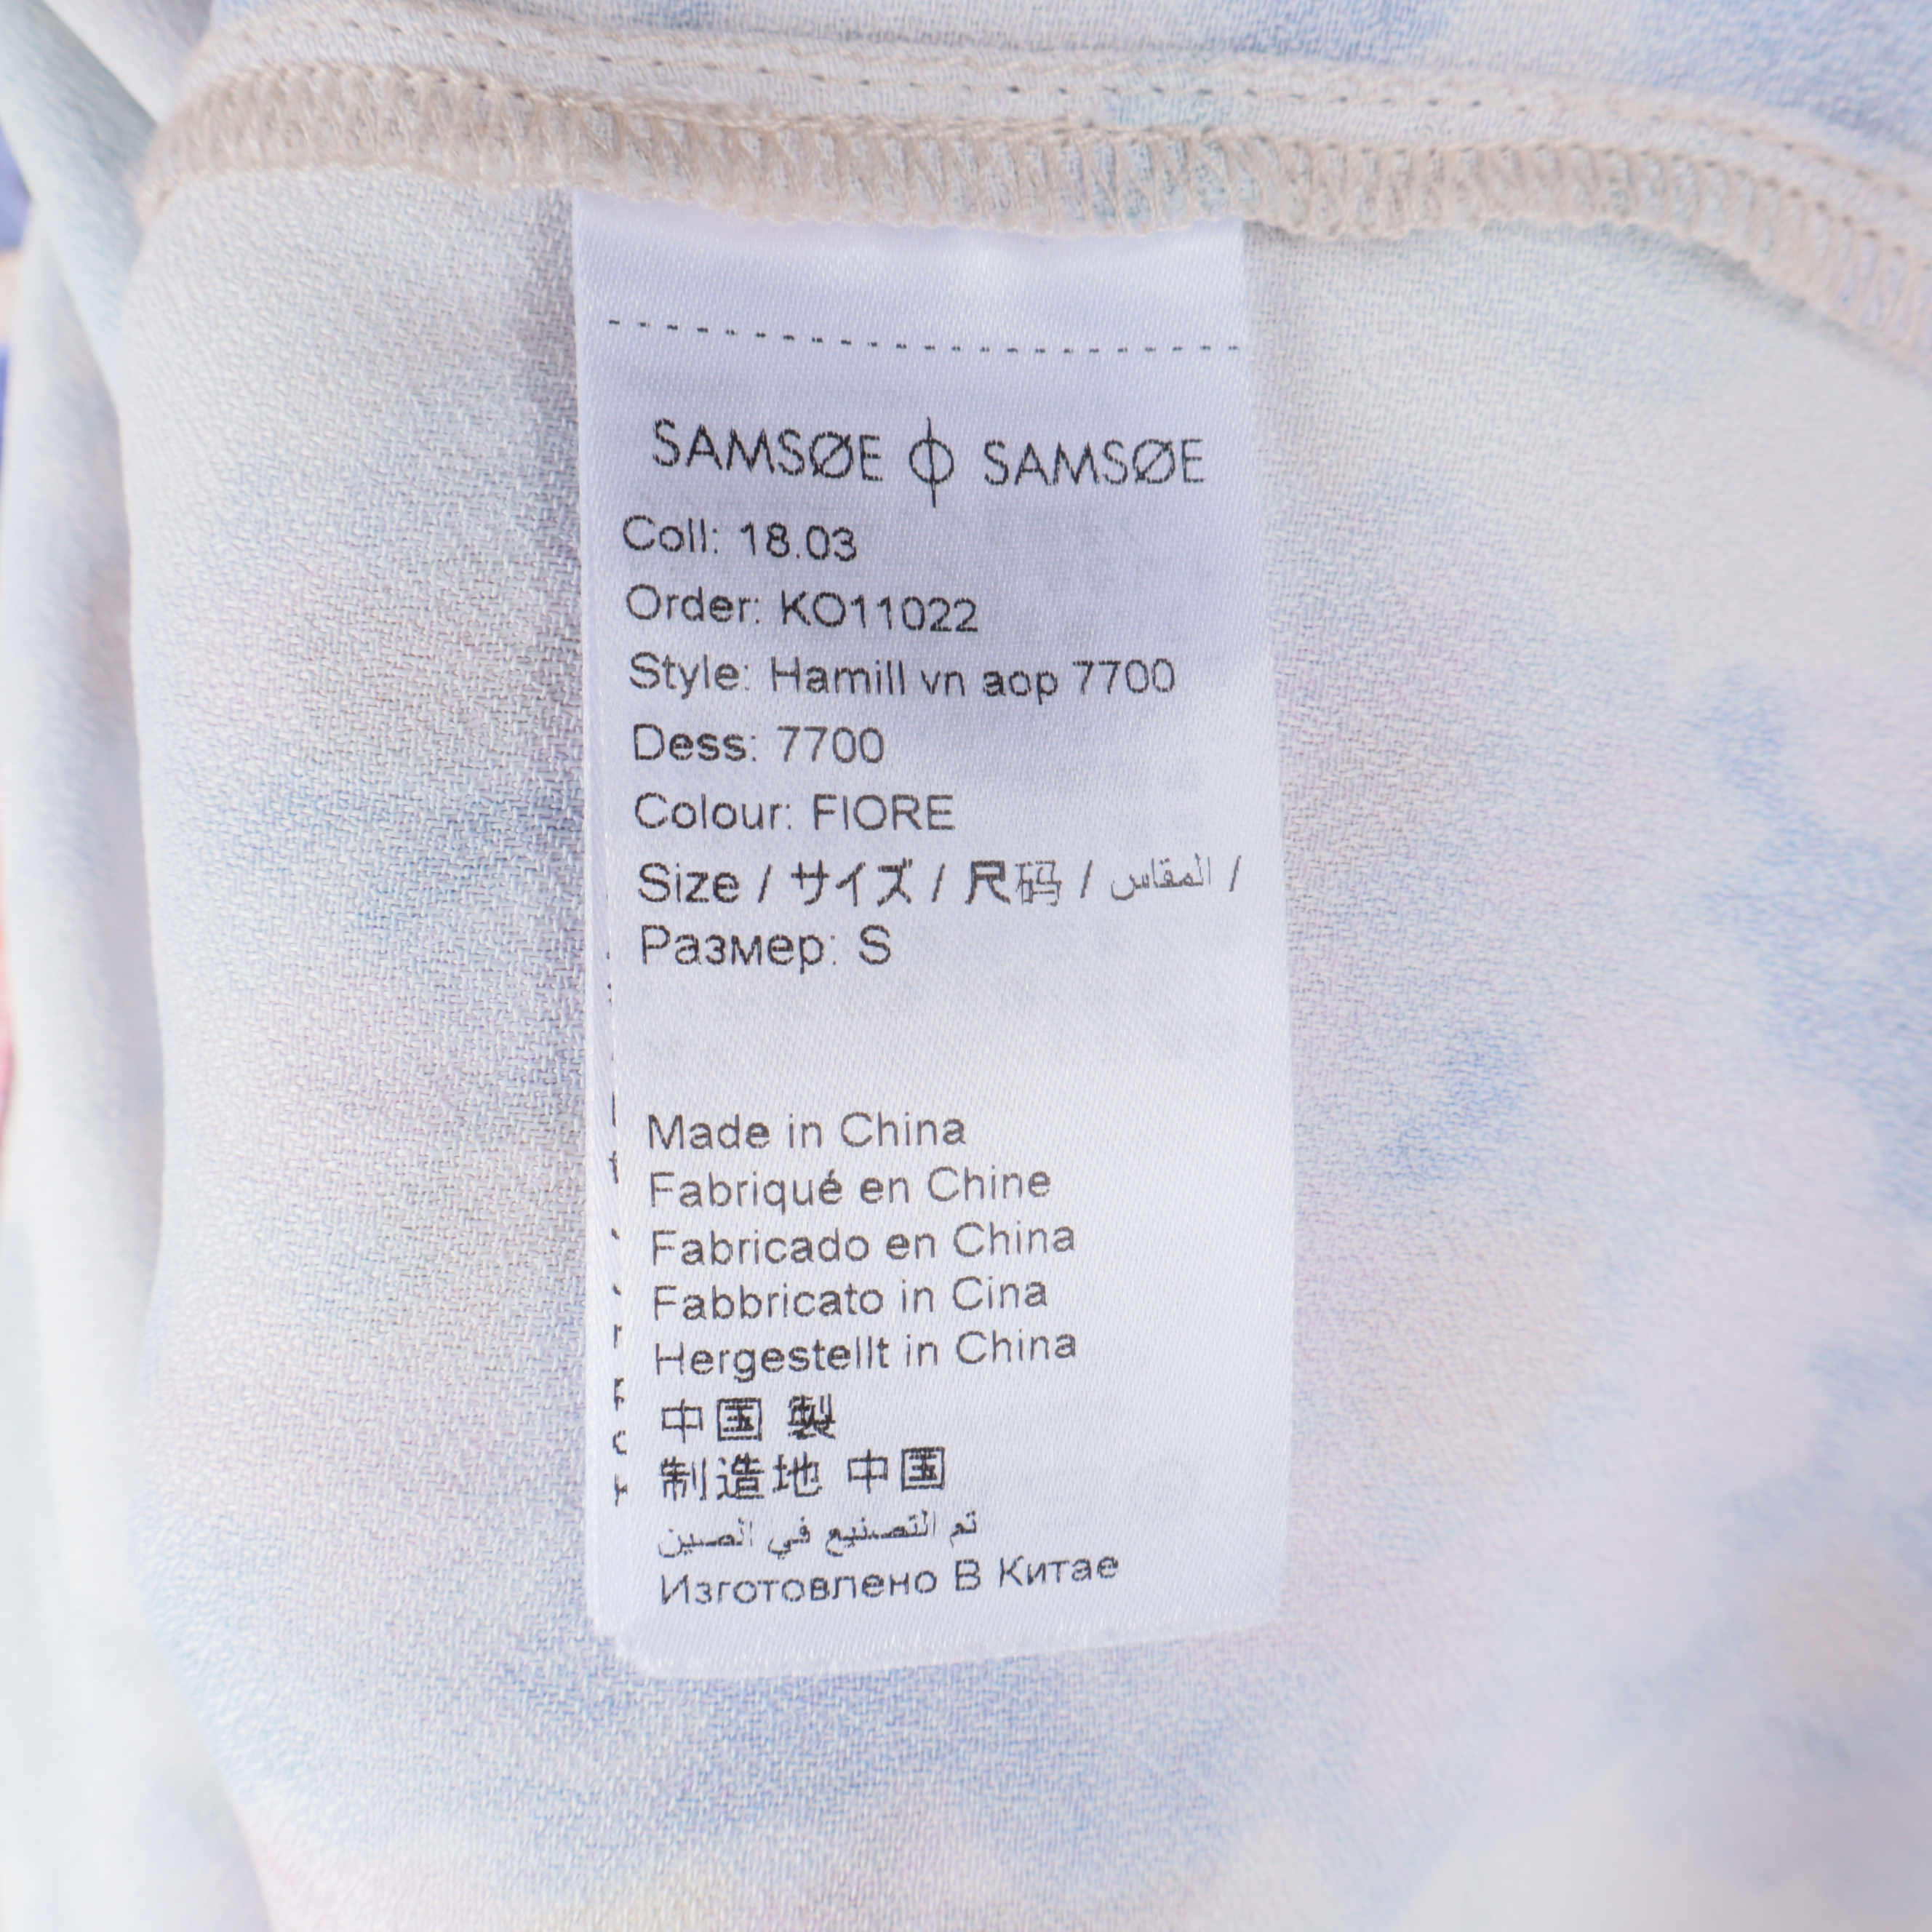 SAMSØE Φ SAMSØE
Coll: 18.03
Order: KO11022
Style: Hamill vn aop 7700
Dess: 7700
Colour: FIORE
Size / サイズ / 尺码 / المقاس /
Размер: S
Made in China
Fabriqué en Chine
Fabricado en China
Fabbricato in Cina
Hergestellt in China
中国 製
制造地 中国
تم التصنيع في الصين
Изготовлено В Китае